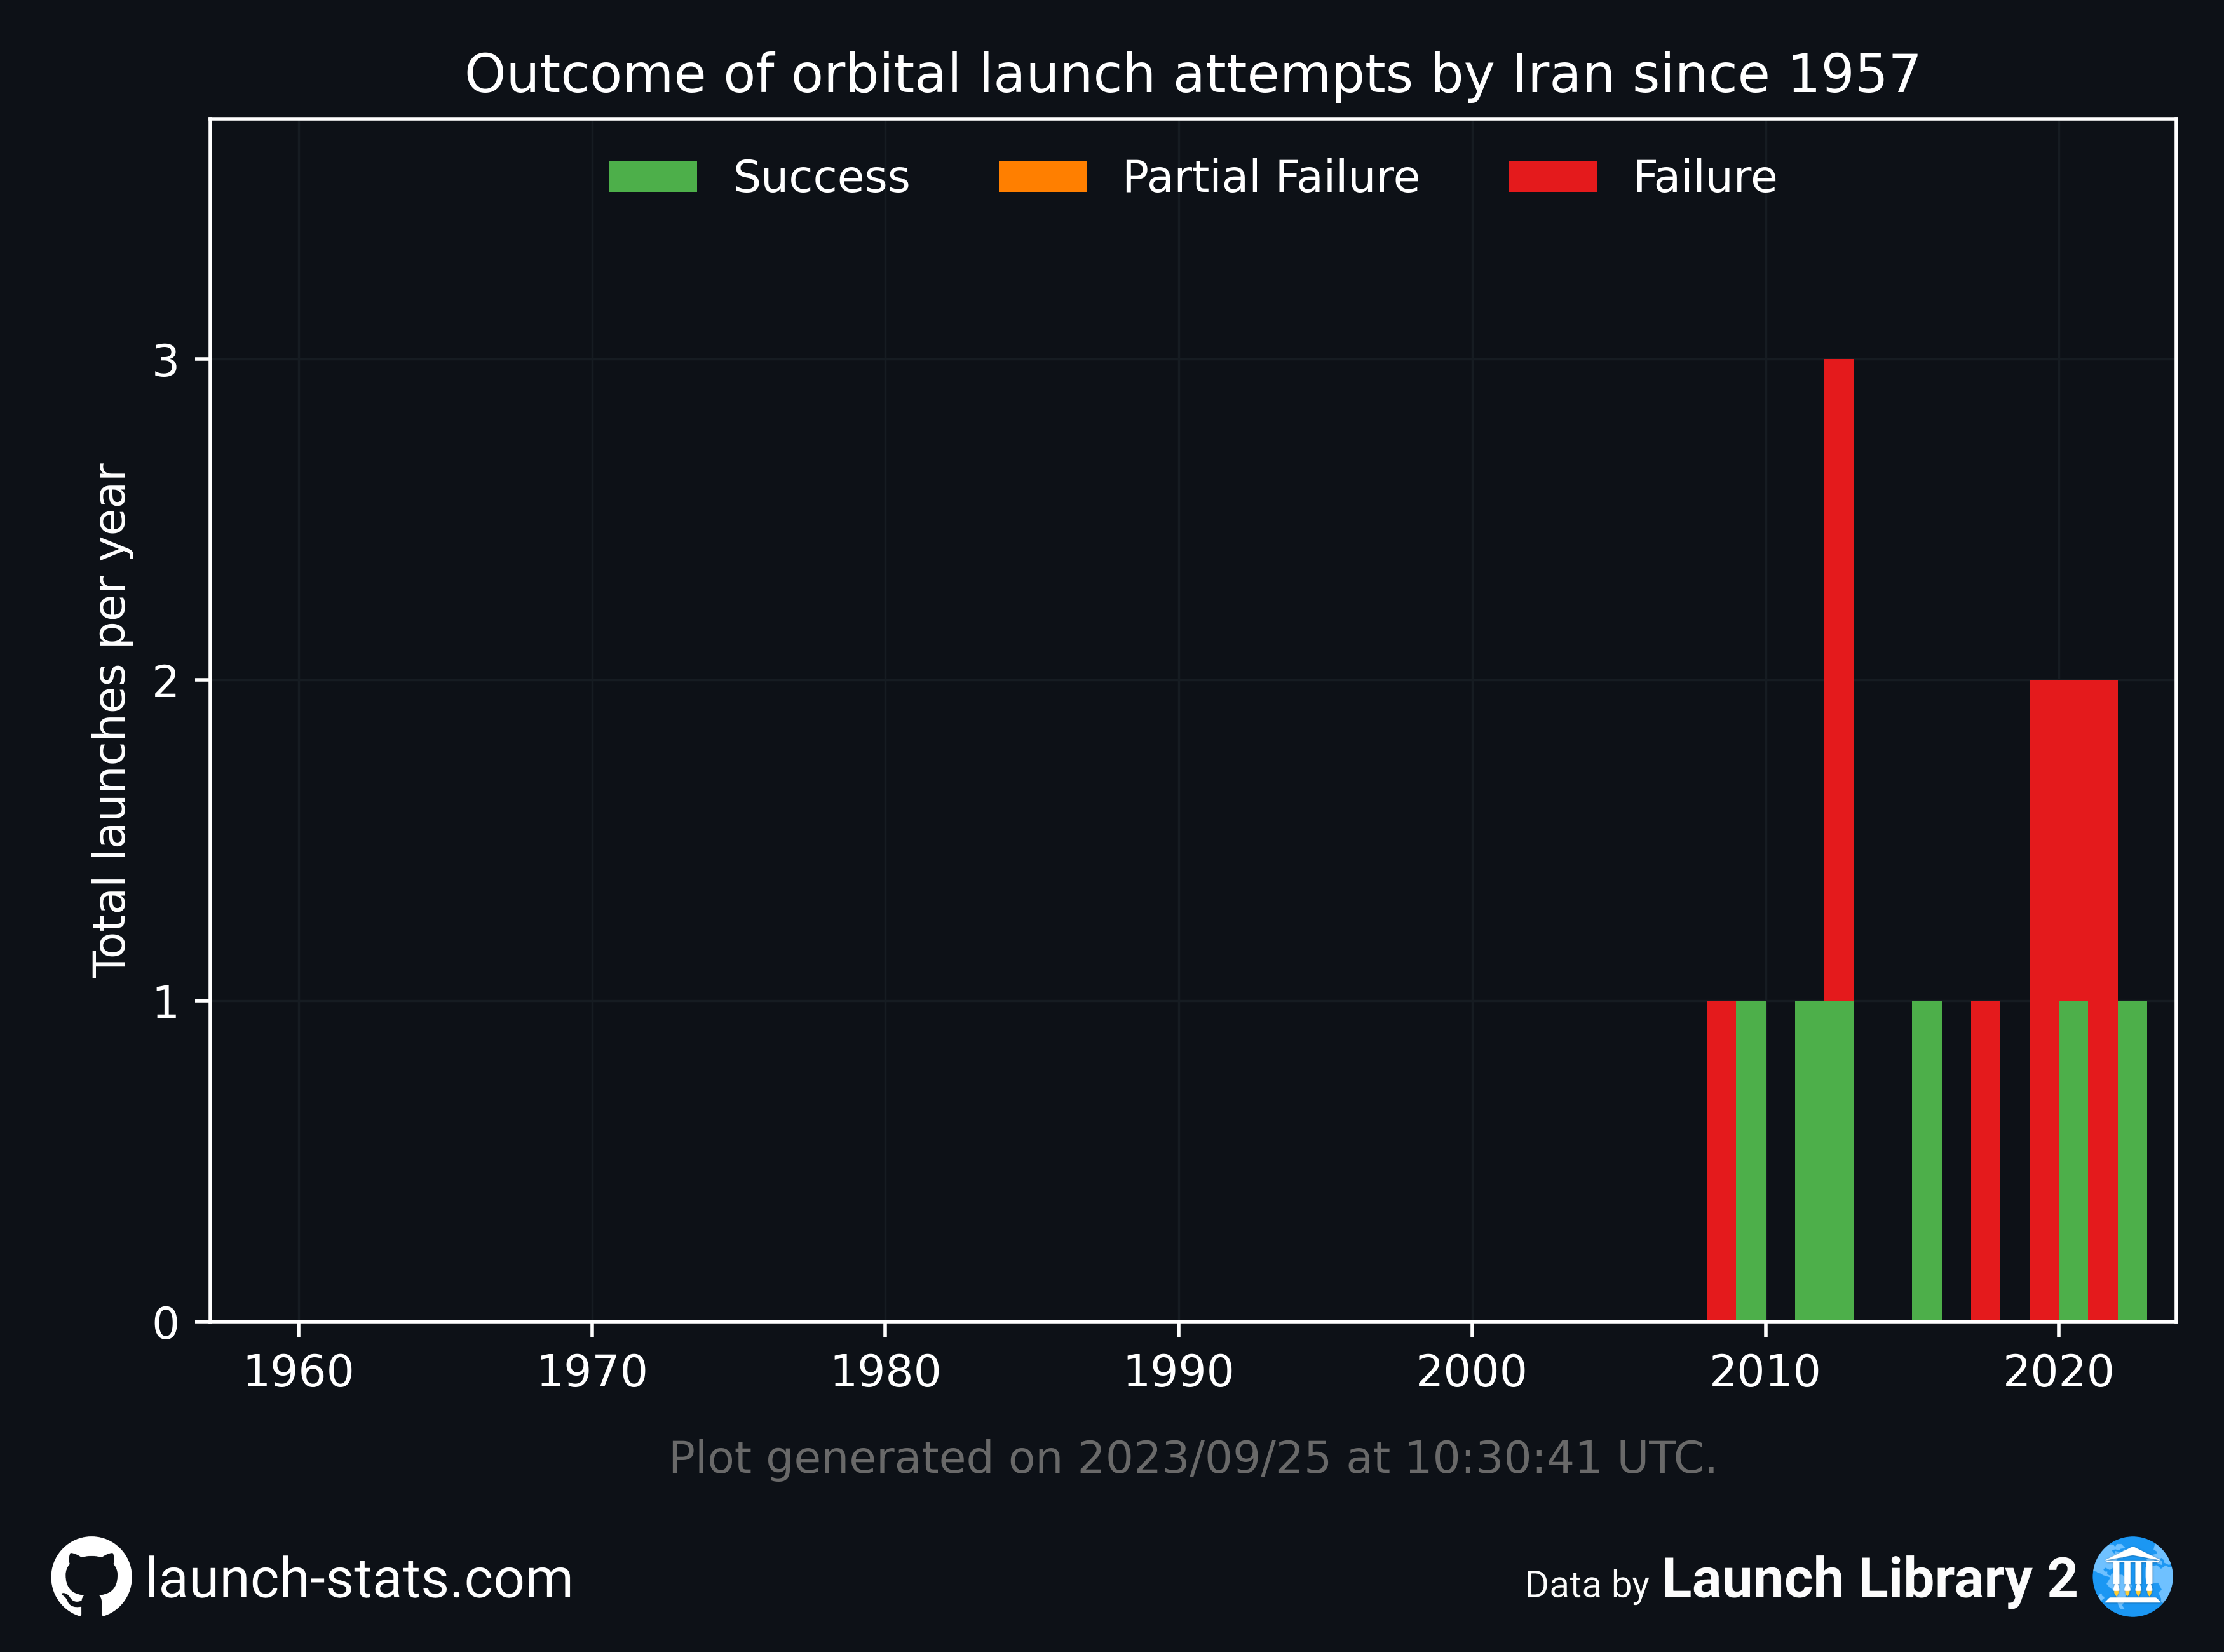 Outcome of orbital launch attempts by Iran since 1957
Success Partial Failure Failure
Total launches per year
3
2
1
0
1960 1970 1980 1990 2000 2010 2020
Plot generated on 2023/09/25 at 10:30:41 UTC.
launch-stats.com
Data by Launch Library 2